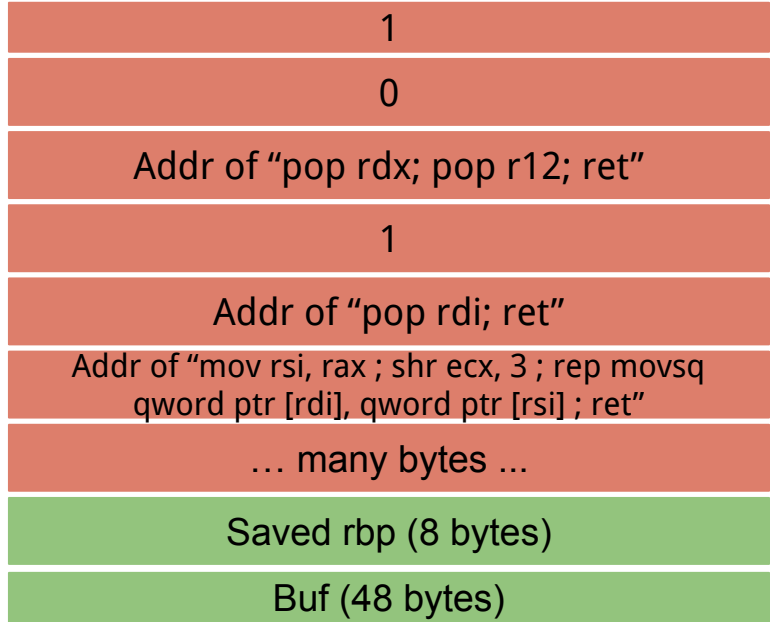 1
0
Addr of “pop rdx; pop r12; ret”
1
Addr of “pop rdi; ret”
Addr of “mov rsi, rax ; shr ecx, 3 ; rep movsq
qword ptr [rdi], qword ptr [rsi] ; ret”
… many bytes ...
Saved rbp (8 bytes)
Buf (48 bytes)